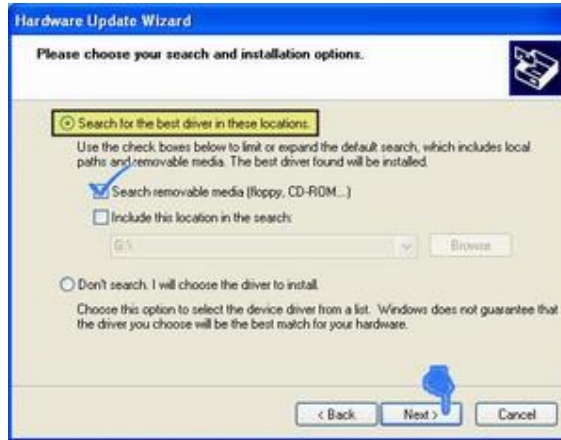 Hardware Update Wizard
Please choose your search and installation options.
Search for the best driver in these locations.
Use the check boxes below to limit or expand the default search, which includes local
paths and removable media. The best driver found will be installed.
Search removable media (floppy, CD-ROM...)
Include this location in the search:
G:\
Browse
Don't search. I will choose the driver to install.
Choose this option to select the device driver from a list. Windows does not guarantee that
the driver you choose will be the best match for your hardware.
< Back
Next >
Cancel